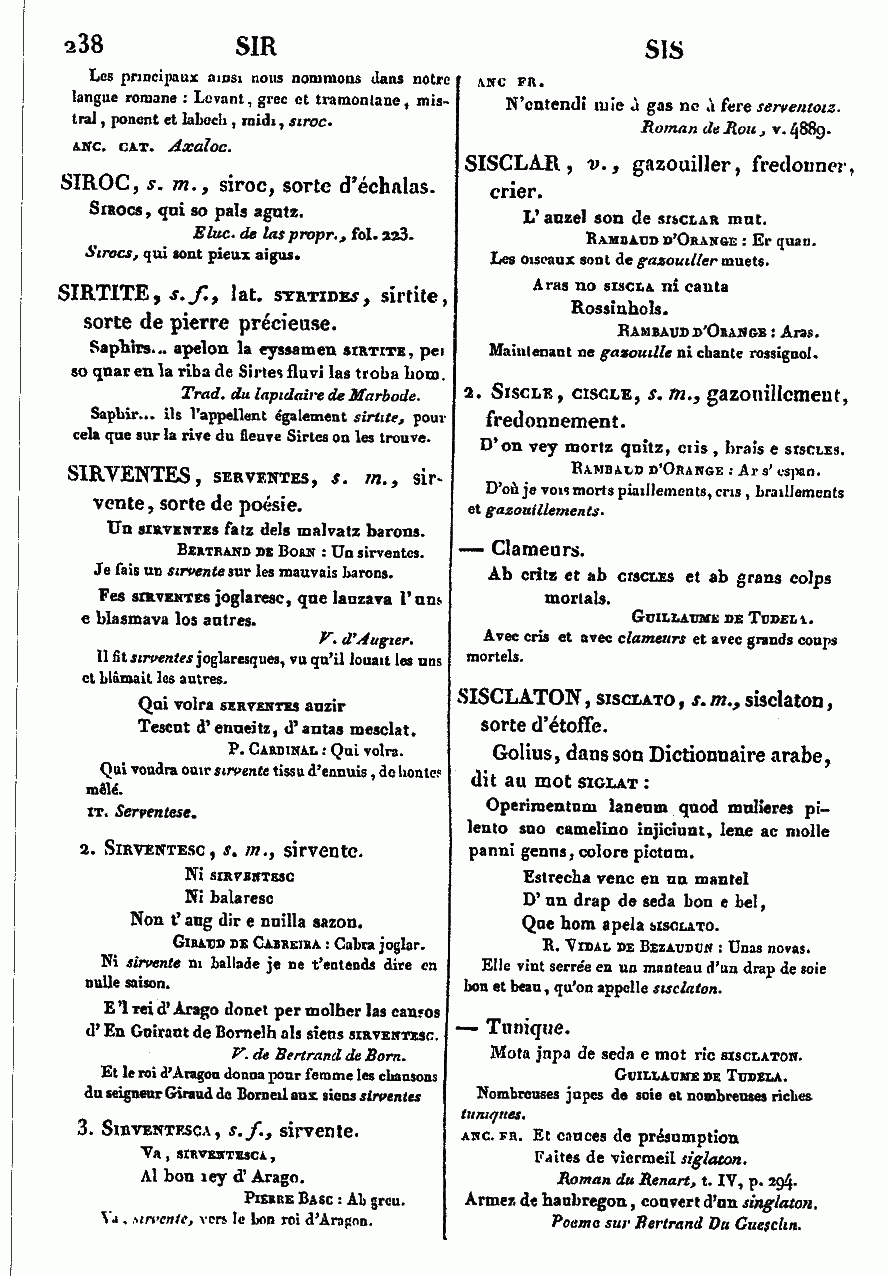 238 SIR SIS
Les principaux ainsi nous nommons dans notre
langue romane : Levant, grec et tramontane, mis-
tral, ponent et labech, midi, siroc.
ANC. CAT. Axaloc.
SIROC, s. m., siroc, sorte d'échalas.
SIROCS, qui so pals agutz.
Eluc. de las propr., fol. 223.
Sirocs, qui sont pieux aigus.
SIRTITE, s. f., lat. SYRTIDES, sirtite,
sorte de pierre précieuse.
Saphirs... apelon la eyssamen SIRTITE, per
so quar en la riba de Sirtes fluvi las troba hom.
Trad. du lapidaire de Marbode.
Saphir... ils l'appellent également sirtite, pour
cela que sur la rive du fleuve Sirtes on les trouve.
SIRVENTES, SERVENTES, s. m., sir-
vente, sorte de poésie.
Un SIRVENTES fatz dels malvatz barons.
BERTRAND DE BORN : Un sirventes.
Je fais un sirvente sur les mauvais barons.
Fes SIRVENTES joglaresc, que lauzava l'uns
e blasmava los autres.
V. d'Augier.
Il fit sirventes joglaresques, vu qu'il louait les uns
et blâmait les autres.
Qui volra SERVENTES auzir
Tescut d'enueitz, d'antas mesclat.
P. CARDINAL : Qui volra.
Qui voudra ouir sirvente tissu d'ennuis, de hontes
mêlé.
IT. Serventese.
2. SIRVENTESC, s. m., sirvente.
Ni SIRVENTESC
Ni balaresc
Non t'aug dir e nuilla sazon.
GIRAUD DE CABREIRA : Cabra joglar.
Ni sirvente ni ballade je ne t'entends dire en
nulle saison.
E'l rei d'Arago donet per molher las cansos
d'En Guiraut de Bornelh als siens SIRVENTESC.
V. de Bertrand de Born.
Et le roi d'Aragon donna pour femme les chansons
du seigneur Giraud de Borneil aux siens sirventes
3. SIRVENTESCA, s. f., sirvente.
Va, SIRVENTESCA,
Al bon rey d'Arago.
PIERRE BASC : Ab greu.
Va, sirvente, vers le bon roi d'Aragon.
ANC FR.
N'entendi mie à gas ne à fere serventoiz.
Roman de Rou, v. 4889.
SISCLAR, v., gazouiller, fredonner,
crier.
L'auzel son de SISCLAR mut.
RAMBAUD D'ORANGE : Er quan.
Les oiseaux sont de gazouiller muets.
Aras no SISCLA ni canta
Rossinhols.
RAMBAUD D'ORANGE : Aras.
Maintenant ne gazouille ni chante rossignol.
2. SISCLE, CISCLE, s. m., gazouillement,
fredonnement.
D'on vey mortz quitz, cris, brais e SISCLES.
RAMBAUD D'ORANGE : Ar s'espan.
D'où je vois morts piaillements, cris, braillements
et gazouillements.
— Clameurs.
Ab critz et ab CISCLES et ab grans colps
mortals.
GUILLAUME DE TUDELA.
Avec cris et avec clameurs et avec grands coups
mortels.
SISCLATON, SISCLATO, s. m., sisclaton,
sorte d'étoffe.
Golius, dans son Dictionnaire arabe,
dit au mot SIGLAT :
Operimentum laneum quod mulieres pi-
lento suo camelino injiciunt, lene ac molle
panni genus, colore pictum.
Estrecha venc en un mantel
D'un drap de seda bon e bel,
Que hom apela SISCLATO.
R. VIDAL DE BEZAUDUN : Unas novas.
Elle vint serrée en un manteau d'un drap de soie
bon et beau, qu'on appelle sisclaton.
— Tunique.
Mota jupa de seda e mot ric SISCLATON.
GUILLAUME DE TUDELA.
Nombreuses jupes de soie et nombreuses riches
tuniques.
ANC. FR. Et cauces de présumption
Faites de viermeil siglaton.
Roman du Renart, t. IV, p. 294.
Armez de haubregon, couvert d'un singlaton.
Poeme sur Bertrand Du Guesclin.